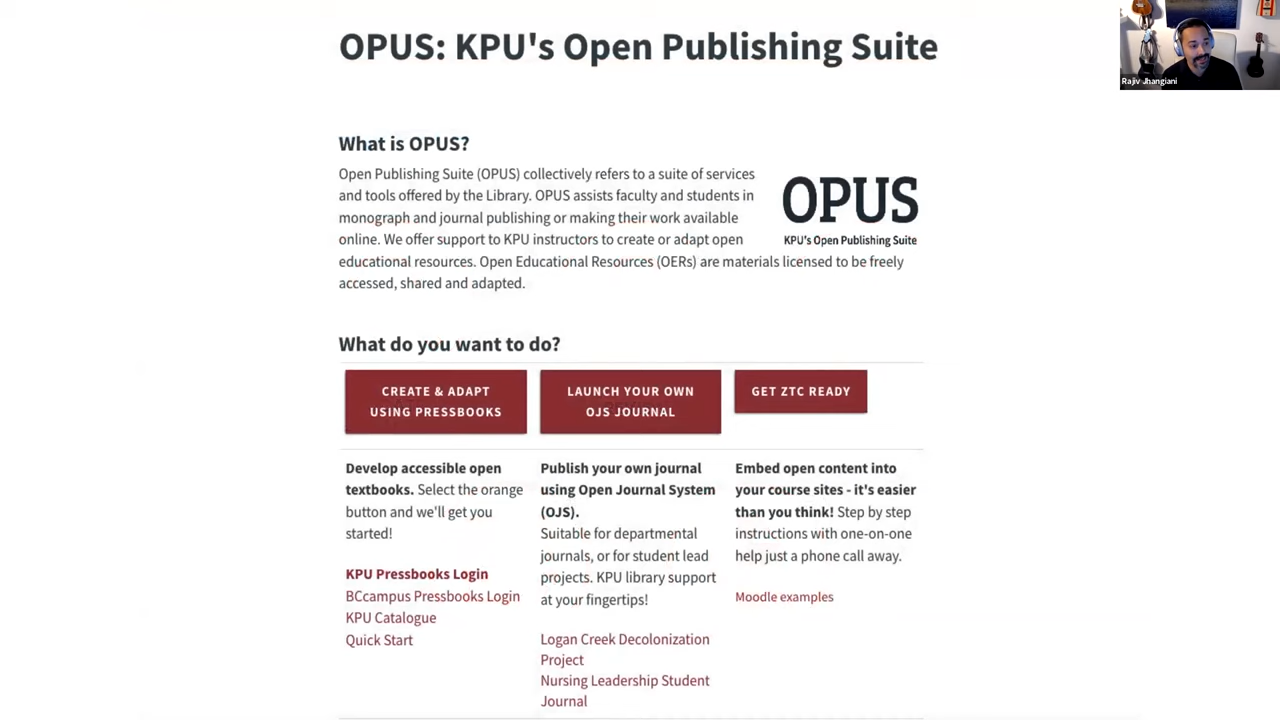 OPUS: KPU's Open Publishing Suite
Rajiv Jhangiani
What is OPUS?
Open Publishing Suite (OPUS) collectively refers to a suite of services
and tools offered by the Library. OPUS assists faculty and students in
monograph and journal publishing or making their work available
online. We offer support to KPU instructors to create or adapt open
educational resources. Open Educational Resources (OERs) are materials licensed to be freely
accessed, shared and adapted.
OPUS
KPU's Open Publishing Suite
What do you want to do?
CREATE & ADAPT
USING PRESSBOOKS
LAUNCH YOUR OWN
OJS JOURNAL
GET ZTC READY
Develop accessible open
textbooks. Select the orange
button and we'll get you
started!
KPU Pressbooks Login
BCcampus Pressbooks Login
KPU Catalogue
Quick Start
Publish your own journal
using Open Journal System
(OJS).
Suitable for departmental
journals, or for student lead
projects. KPU library support
at your fingertips!
Logan Creek Decolonization
Project
Nursing Leadership Student
Journal
Embed open content into
your course sites - it's easier
than you think! Step by step
instructions with one-on-one
help just a phone call away.
Moodle examples